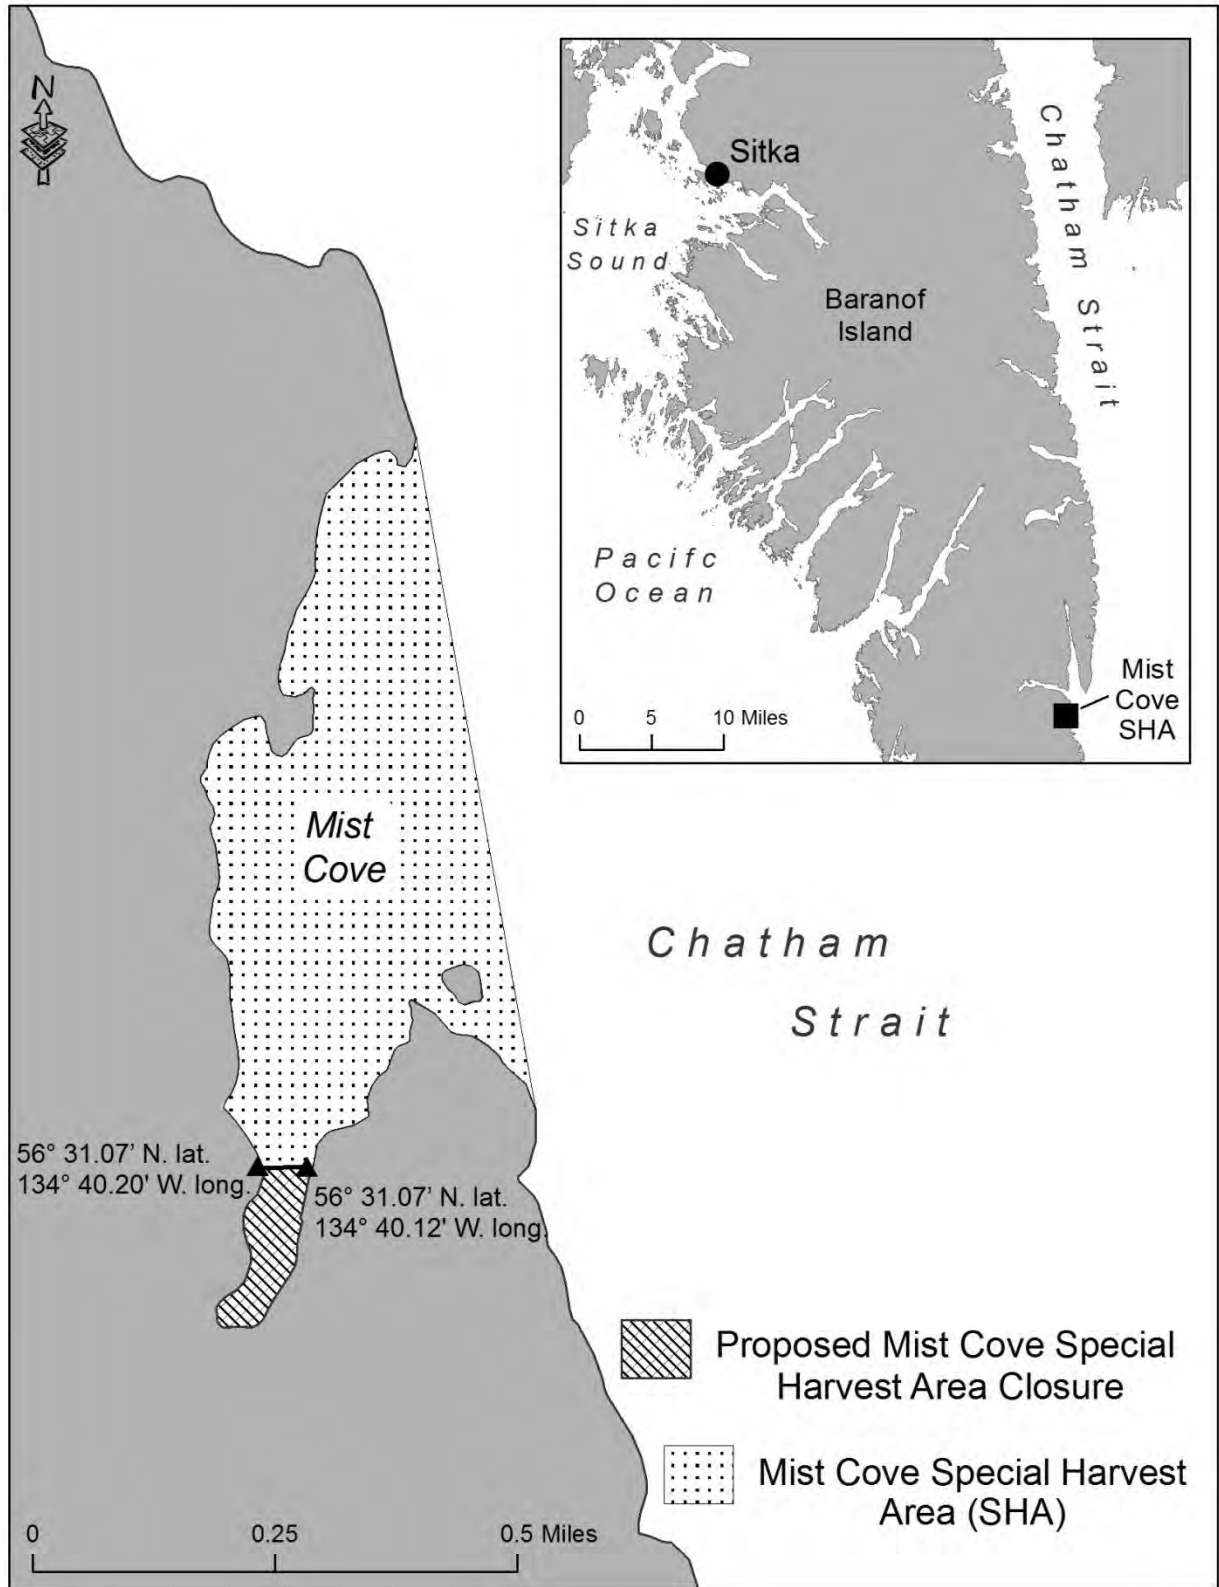 N
Sitka
Sitka
Sound
Baranof
Island
Chatham Strait
Pacifc
Ocean
0 5 10 Miles
Mist
Cove
SHA
Mist
Cove
Chatham
Strait
56° 31.07' N. lat.
134° 40.20' W. long.
56° 31.07' N. lat.
134° 40.12' W. long.
Proposed Mist Cove Special
Harvest Area Closure
Mist Cove Special Harvest
Area (SHA)
0 0.25 0.5 Miles